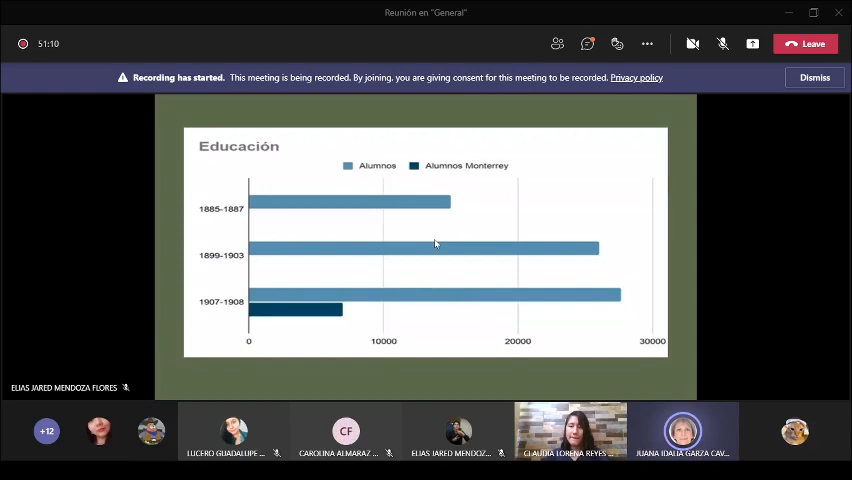 Reunión en "General"
51:10
Leave
Recording has started. This meeting is being recorded. By joining, you are giving consent for this meeting to be recorded. Privacy policy
Dismiss
Educación
Alumnos
Alumnos Monterrey
1885-1887
1899-1903
1907-1908
0
10000
20000
30000
ELIAS JARED MENDOZA FLORES
+12
CF
LUCERO GUADALUPE ...
CAROLINA ALMARAZ ...
ELIAS JARED MENDOZ...
CLAUDIA LORENA REYES ...
JUANA IDALIA GARZA CAV...